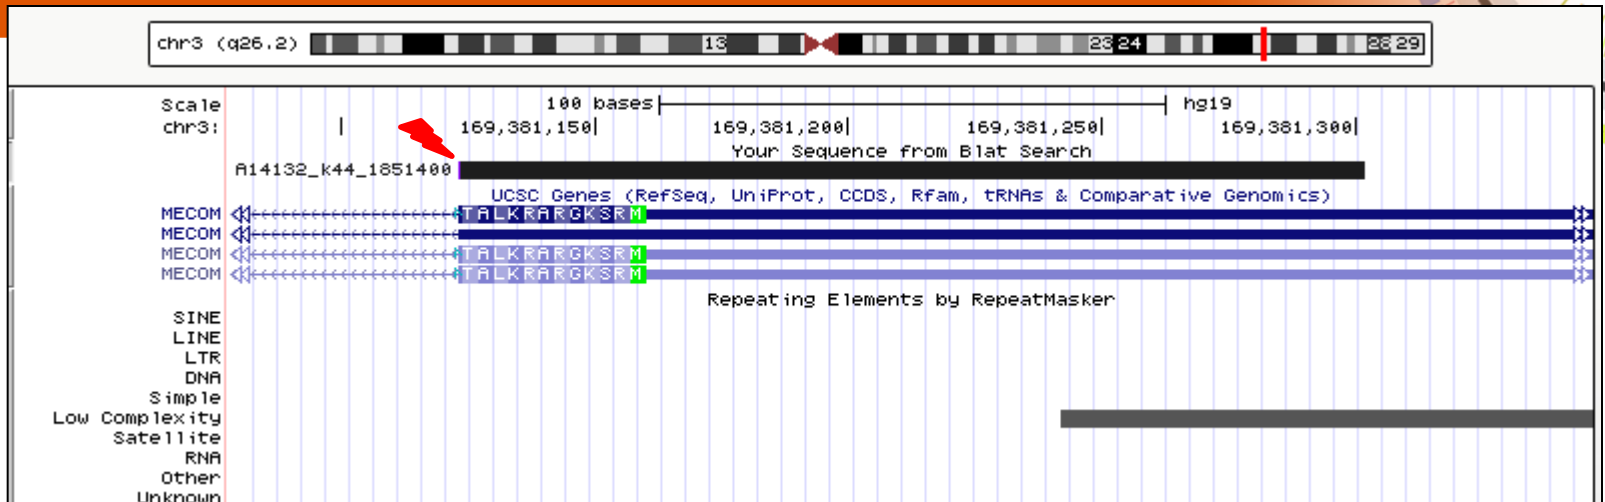 chr3 (q26.2) 13 23 24 28 29
Scale 100 bases hg19
chr3: 169,381,150 169,381,200 169,381,250 169,381,300
Your Sequence from Blat Search
A14132_k44_1851400
UCSC Genes (RefSeq, UniProt, CCDS, Rfam, tRNAs & Comparative Genomics)
MECOM TALKRARGKSRM
MECOM
MECOM TALKRARGKSRM
MECOM TALKRARGKSRM
Repeating Elements by RepeatMasker
SINE
LINE
LTR
DNA
Simple
Low Complexity
Satellite
RNA
Other
Unknown